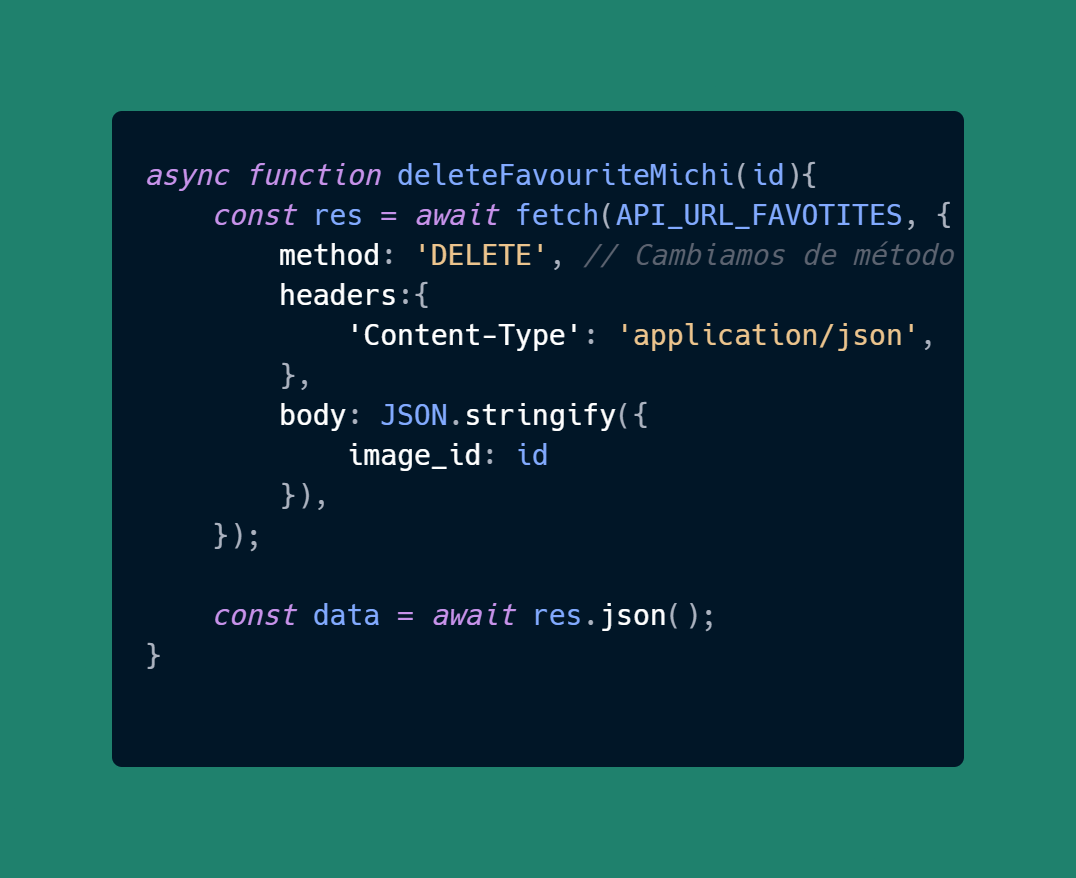 async function deleteFavouriteMichi(id){
    const res = await fetch(API_URL_FAVOTITES, {
        method: 'DELETE', // Cambiamos de método
        headers:{
            'Content-Type': 'application/json',
        },
        body: JSON.stringify({
            image_id: id
        }),
    });

    const data = await res.json();
}